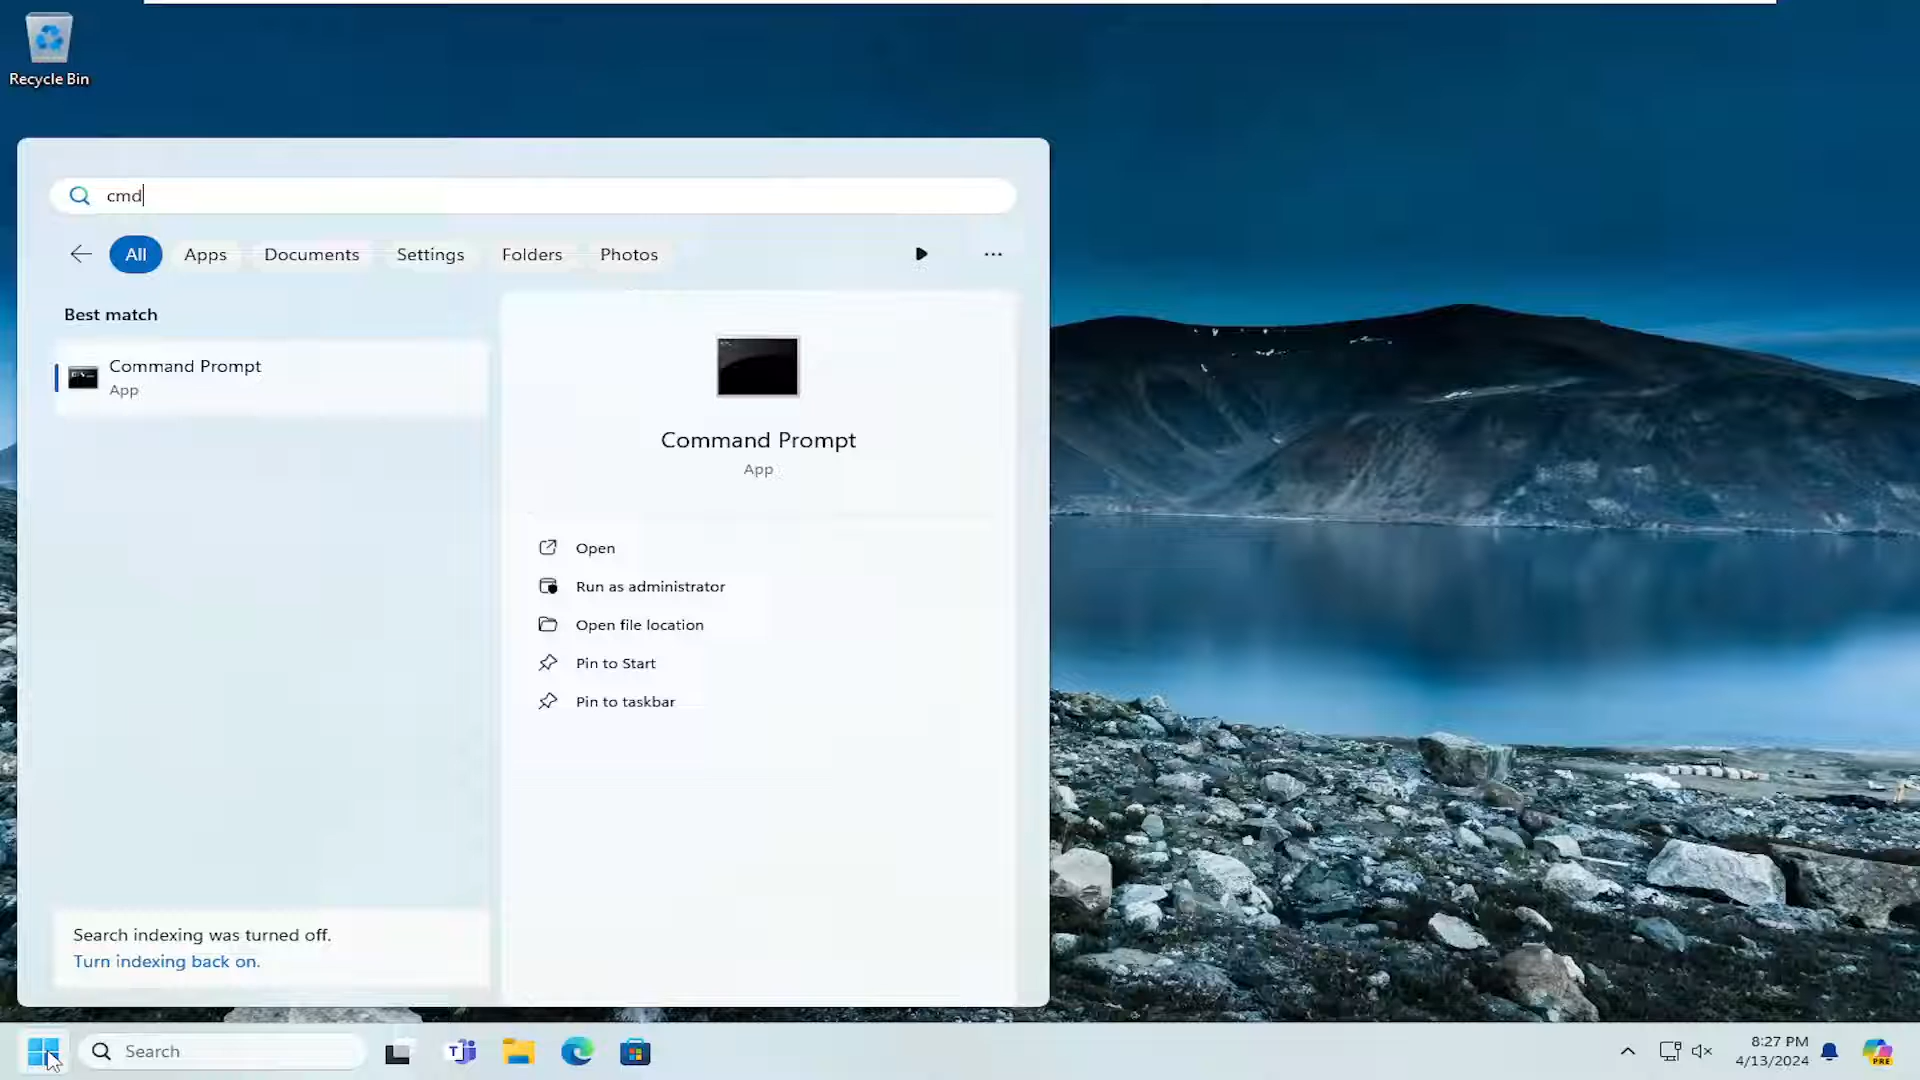 Recycle Bin
cmd
All Apps Documents Settings Folders Photos
Best match
Command Prompt
App
Command Prompt
App
Open
Run as administrator
Open file location
Pin to Start
Pin to taskbar
Search indexing was turned off.
Turn indexing back on.
Search
8:27 PM
4/13/2024
PRE